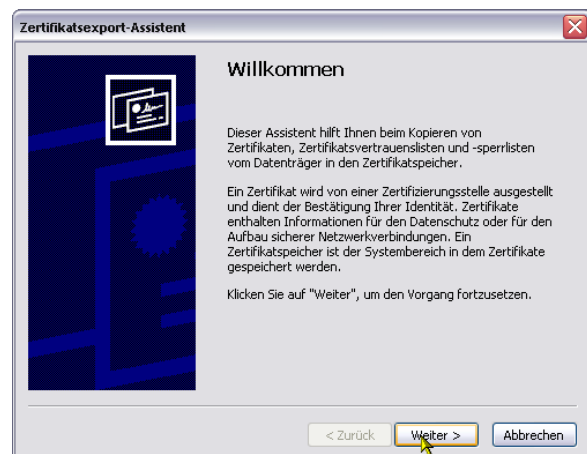 Zertifikatsexport-Assistent
Willkommen
Dieser Assistent hilft Ihnen beim Kopieren von
Zertifikaten, Zertifikatsvertrauenslisten und -sperrlisten
vom Datenträger in den Zertifikatspeicher.
Ein Zertifikat wird von einer Zertifizierungsstelle ausgestellt
und dient der Bestätigung Ihrer Identität. Zertifikate
enthalten Informationen für den Datenschutz oder für den
Aufbau sicherer Netzwerkverbindungen. Ein
Zertifikatspeicher ist der Systembereich in dem Zertifikate
gespeichert werden.
Klicken Sie auf "Weiter", um den Vorgang fortzusetzen.
< Zurück Weiter > Abbrechen